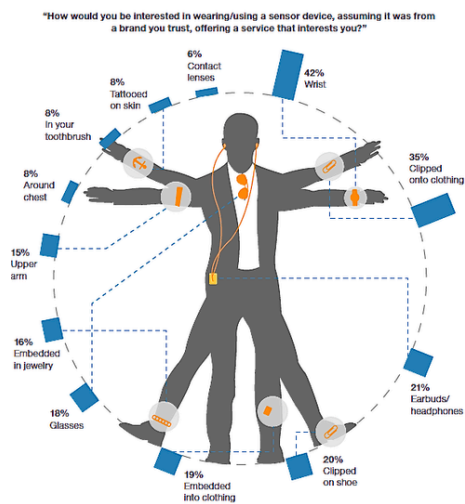 "How would you be interested in wearing/using a sensor device, assuming it was from
a brand you trust, offering a service that interests you?"
6%
Contact
lenses
42%
Wrist
8%
Tattooed
on skin
8%
In your
toothbrush
35%
Clipped
onto clothing
8%
Around
chest
15%
Upper
arm
16%
Embedded
in jewelry
21%
Earbuds/
headphones
18%
Glasses
19%
Embedded
into clothing
20%
Clipped
on shoe